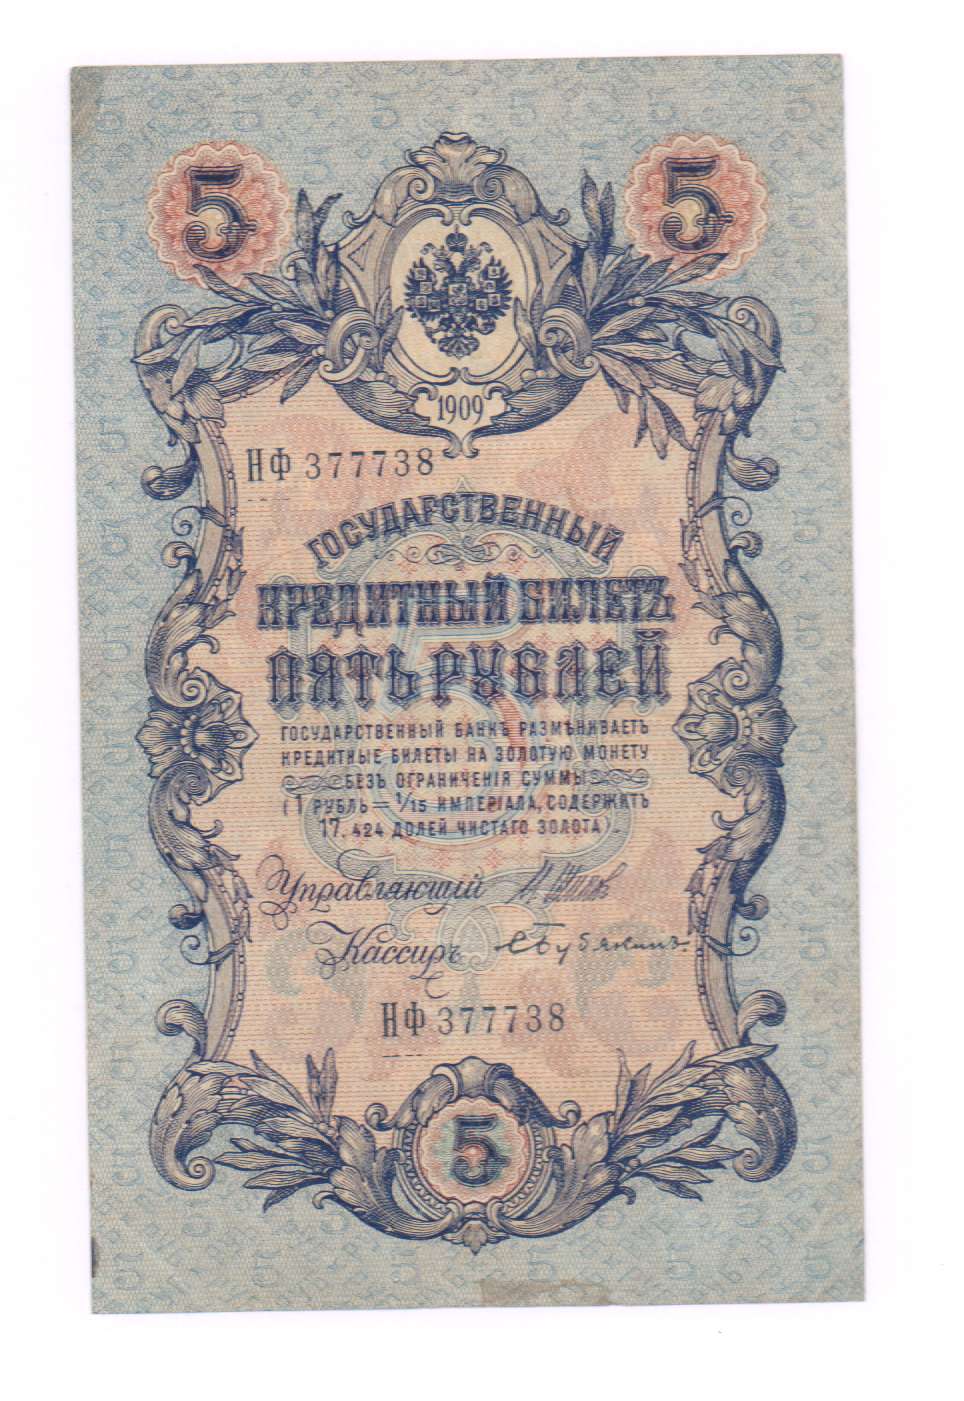 5 5
1909
НФ 377738
ГОСУДАРСТВЕННЫЙ
КРЕДИТНЫЙ БИЛЕТЪ
ПЯТЬ РУБЛЕЙ
ГОСУДАРСТВЕННЫЙ БАНКЪ РАЗМѢНИВАЕТЪ
КРЕДИТНЫЕ БИЛЕТЫ НА ЗОЛОТУЮ МОНЕТУ
БЕЗЪ ОГРАНИЧЕНІЯ СУММЫ
(1 РУБЛЬ = 1/15 ИМПЕРІАЛА, СОДЕРЖИТЪ
17,424 ДОЛЕЙ ЧИСТАГО ЗОЛОТА).
Управляющій
Кассиръ
НФ 377738
5